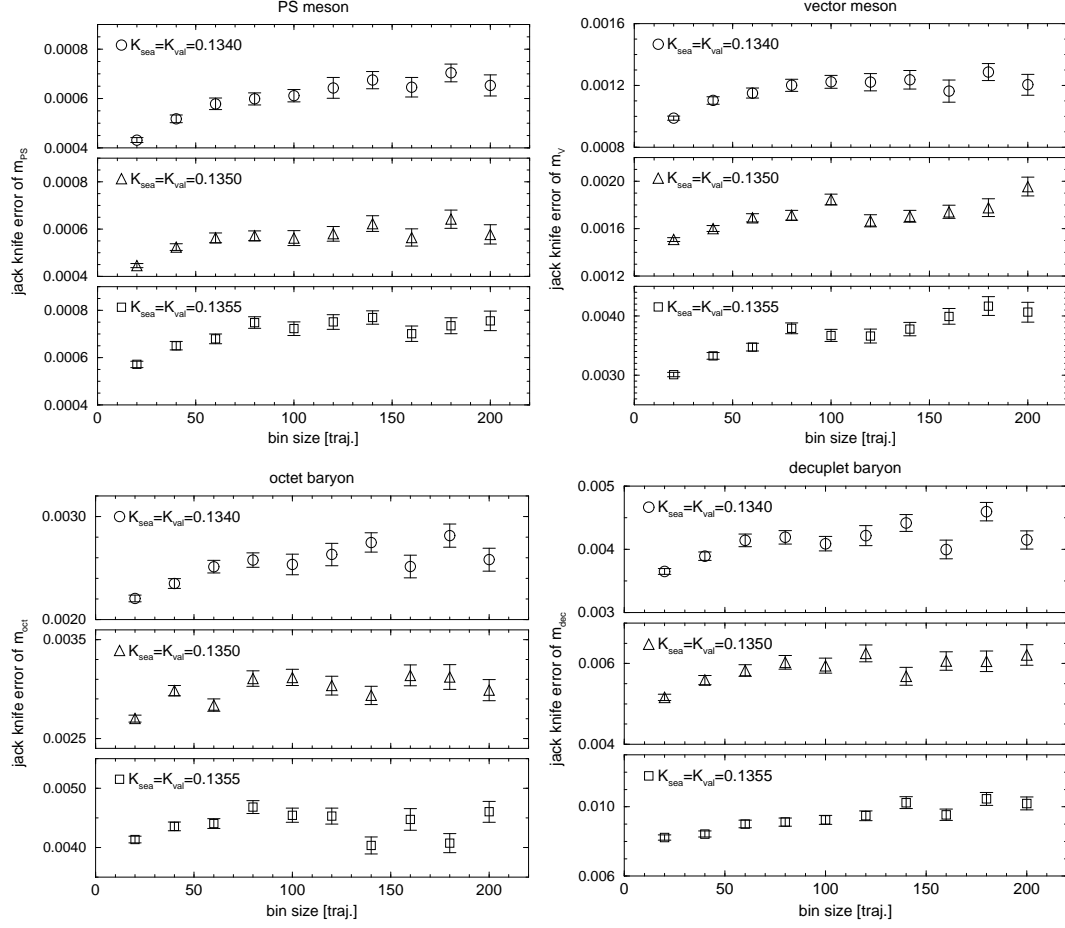 PS meson
jack knife error of m_PS
0.0008
0.0006
0.0004
K_sea=K_val=0.1340
0.0008
0.0006
0.0004
K_sea=K_val=0.1350
0.0008
0.0006
0.0004
K_sea=K_val=0.1355
0 50 100 150 200
bin size [traj.]
vector meson
jack knife error of m_V
0.0016
0.0012
0.0008
K_sea=K_val=0.1340
0.0020
0.0016
0.0012
K_sea=K_val=0.1350
0.0040
0.0030
K_sea=K_val=0.1355
0 50 100 150 200
bin size [traj.]
octet baryon
jack knife error of m_oct
0.0030
0.0020
K_sea=K_val=0.1340
0.0035
0.0025
K_sea=K_val=0.1350
0.0050
0.0040
K_sea=K_val=0.1355
0 50 100 150 200
bin size [traj.]
decuplet baryon
jack knife error of m_dec
0.005
0.004
0.003
K_sea=K_val=0.1340
0.006
0.004
K_sea=K_val=0.1350
0.010
0.006
K_sea=K_val=0.1355
0 50 100 150 200
bin size [traj.]